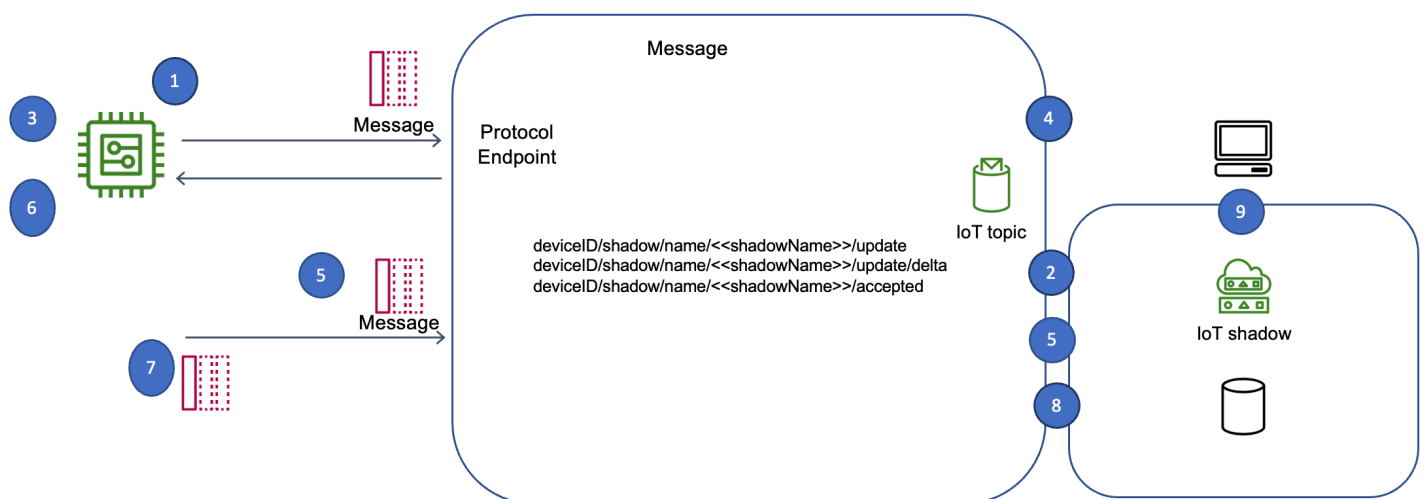 Message
1
3
Message
4
Protocol
Endpoint
6
9
IoT topic
deviceID/shadow/name/<<shadowName>>/update
deviceID/shadow/name/<<shadowName>>/update/delta
deviceID/shadow/name/<<shadowName>>/accepted
5
2
Message
IoT shadow
5
7
8